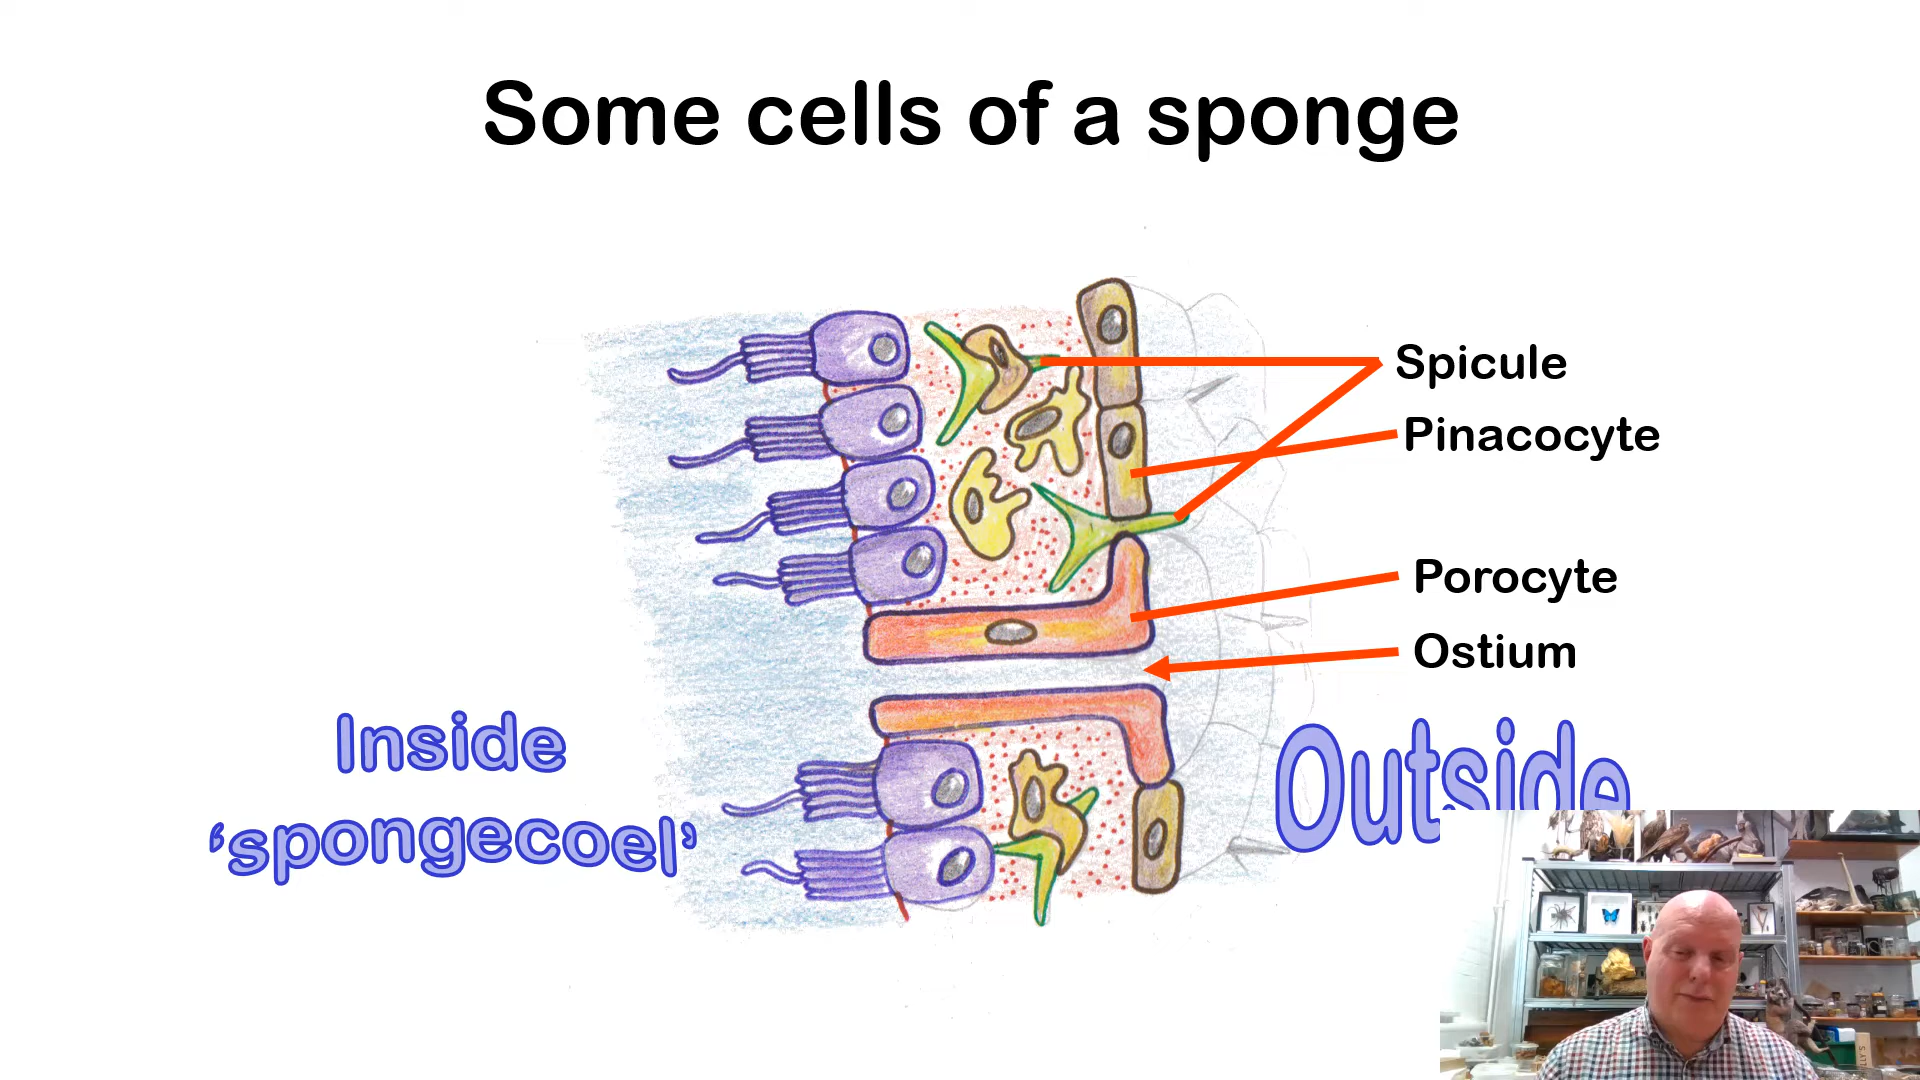 Some cells of a sponge
Spicule
Pinacocyte
Porocyte
Ostium
Inside
‘spongecoel’
Outside